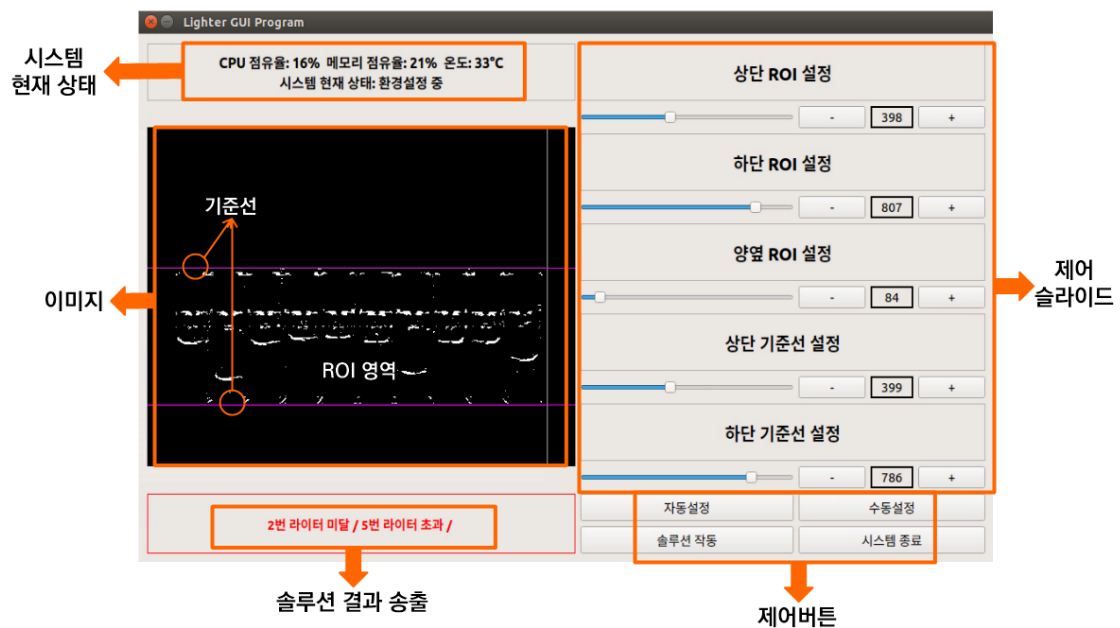 Lighter GUI Program
시스템
현재 상태
CPU 점유율: 16% 메모리 점유율: 21% 온도: 33°C
시스템 현재 상태: 환경설정 중
상단 ROI 설정
- 398 +
하단 ROI 설정
- 807 +
기준선
양옆 ROI 설정
- 84 +
제어
슬라이드
이미지
상단 기준선 설정
ROI 영역
- 399 +
하단 기준선 설정
- 786 +
자동설정 수동설정
2번 라이터 미달 / 5번 라이터 초과 /
솔루션 작동 시스템 종료
솔루션 결과 송출
제어버튼